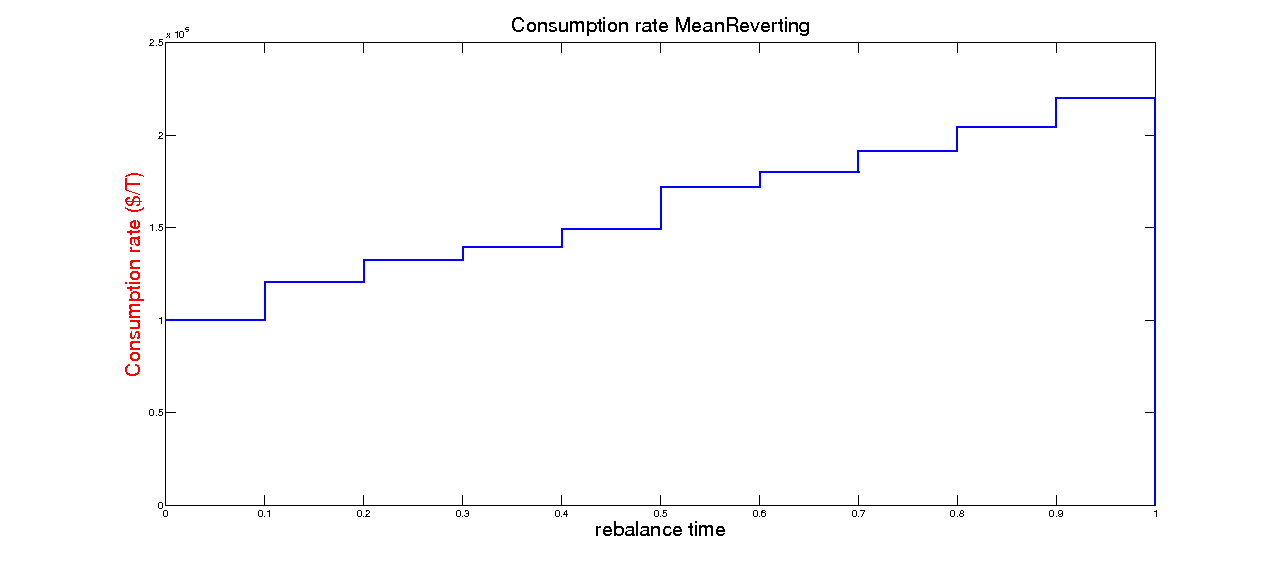 Consumption rate MeanReverting
x 10
2.5
2
1.5
1
0.5
0
Consumption rate ($/T)
0 0.1 0.2 0.3 0.4 0.5 0.6 0.7 0.8 0.9 1
rebalance time